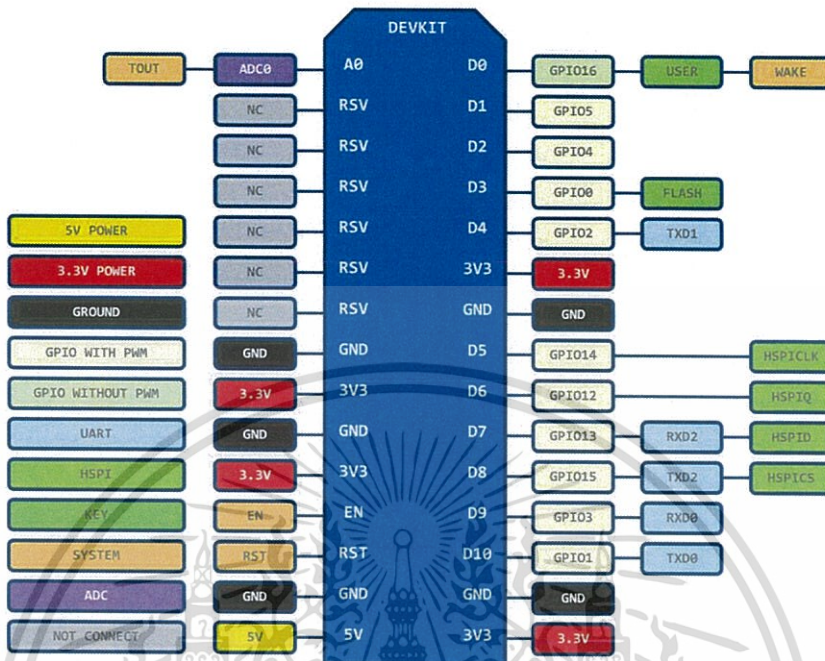 DEVKIT
TOUT ADC0 A0 D0 GPIO16 USER WAKE
NC RSV D1 GPIO5
NC RSV D2 GPIO4
NC RSV D3 GPIO0 FLASH
5V POWER NC RSV D4 GPIO2 TXD1
3.3V POWER NC RSV 3V3 3.3V
GROUND NC RSV GND GND
GPIO WITH PWM GND GND D5 GPIO14 HSPICLK
GPIO WITHOUT PWM 3.3V 3V3 D6 GPIO12 HSPIQ
UART GND GND D7 GPIO13 RXD2 HSPID
HSPI 3.3V 3V3 D8 GPIO15 TXD2 HSPICS
KEY EN EN D9 GPIO3 RXD0
SYSTEM RST RST D10 GPIO1 TXD0
ADC GND GND GND GND
NOT CONNECT 5V 5V 3V3 3.3V